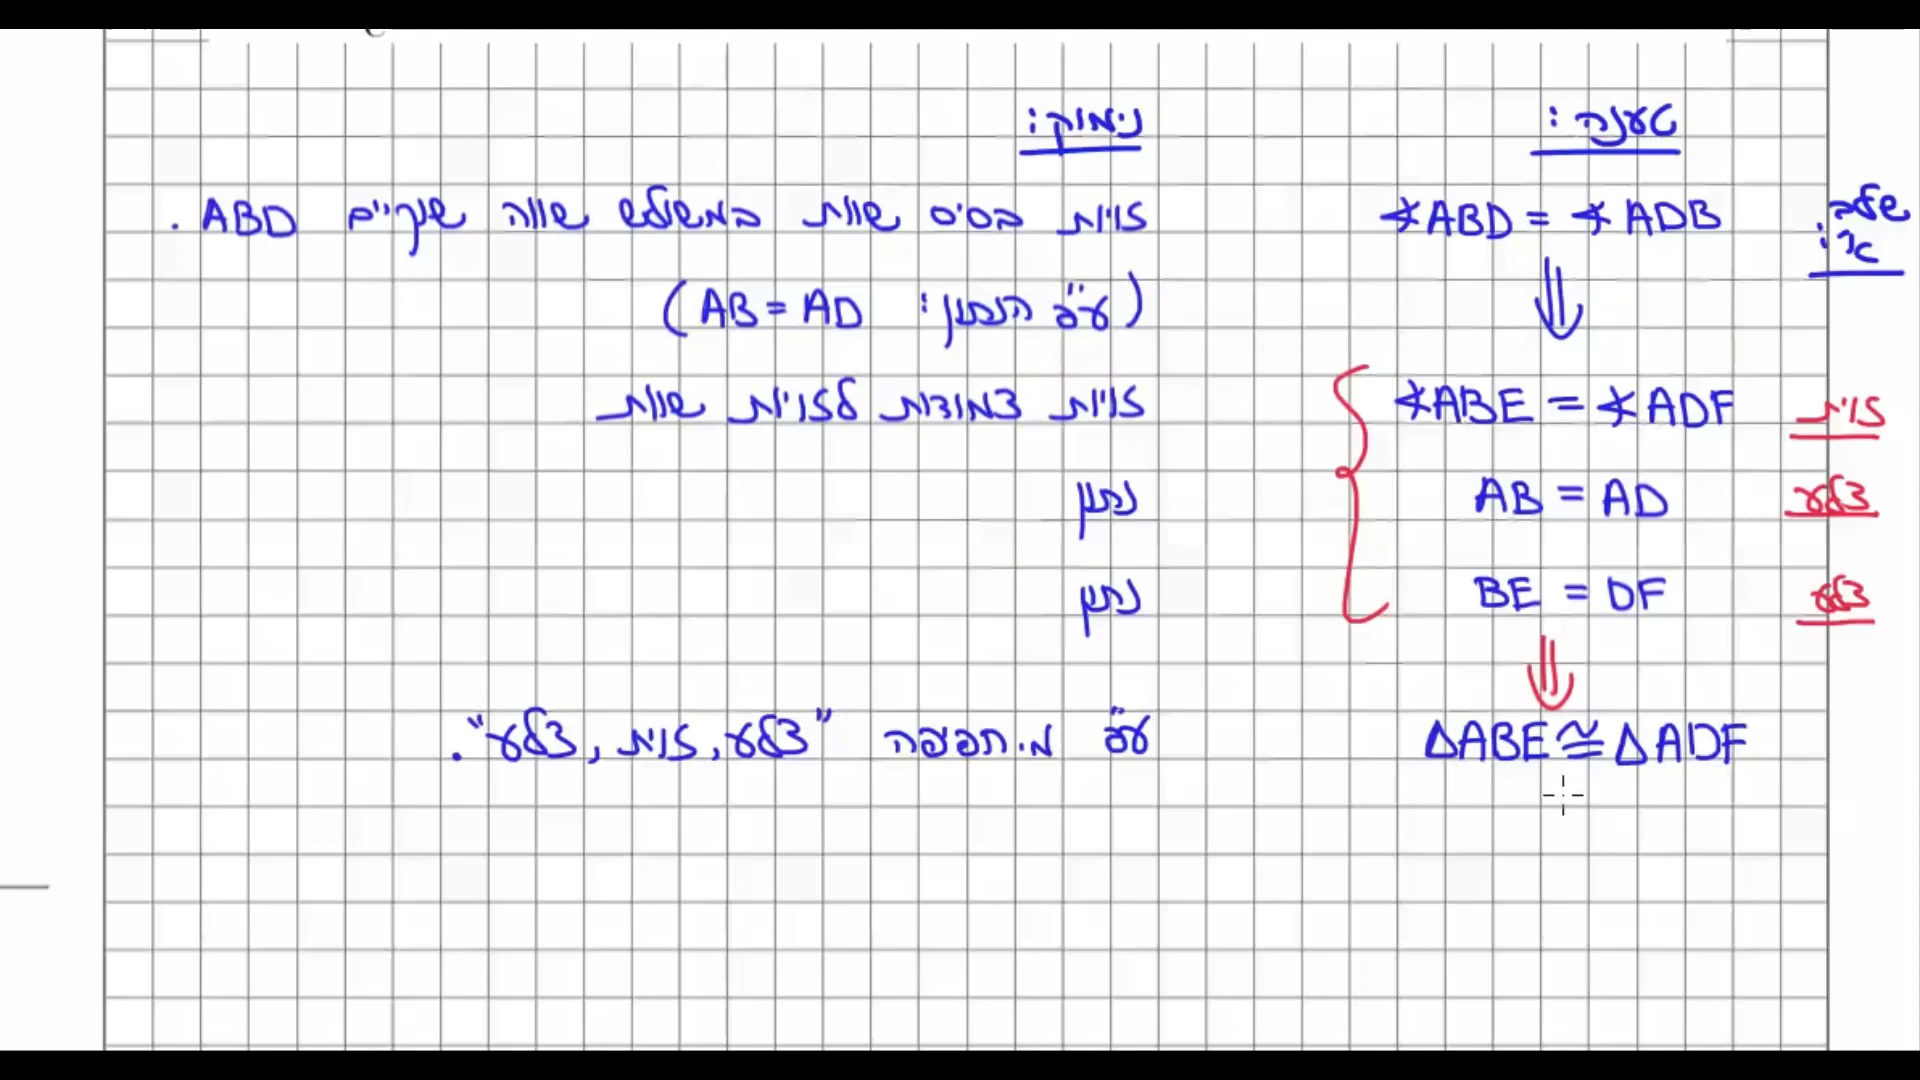 טענה: נימוק:
שלב א': ∢ABD = ∢ADB זוויות בסיס שוות במשולש שווה שוקיים ABD.
⇓ (ע"פ הנתון: AB = AD)
זווית ∢ABE = ∢ADF זוויות צמודות לזוויות שוות
צלע AB = AD נתון
צלע BE = DF נתון
⇓
ΔABE ≅ ΔADF ע"פ מ. חפיפה "צלע, זווית, צלע".